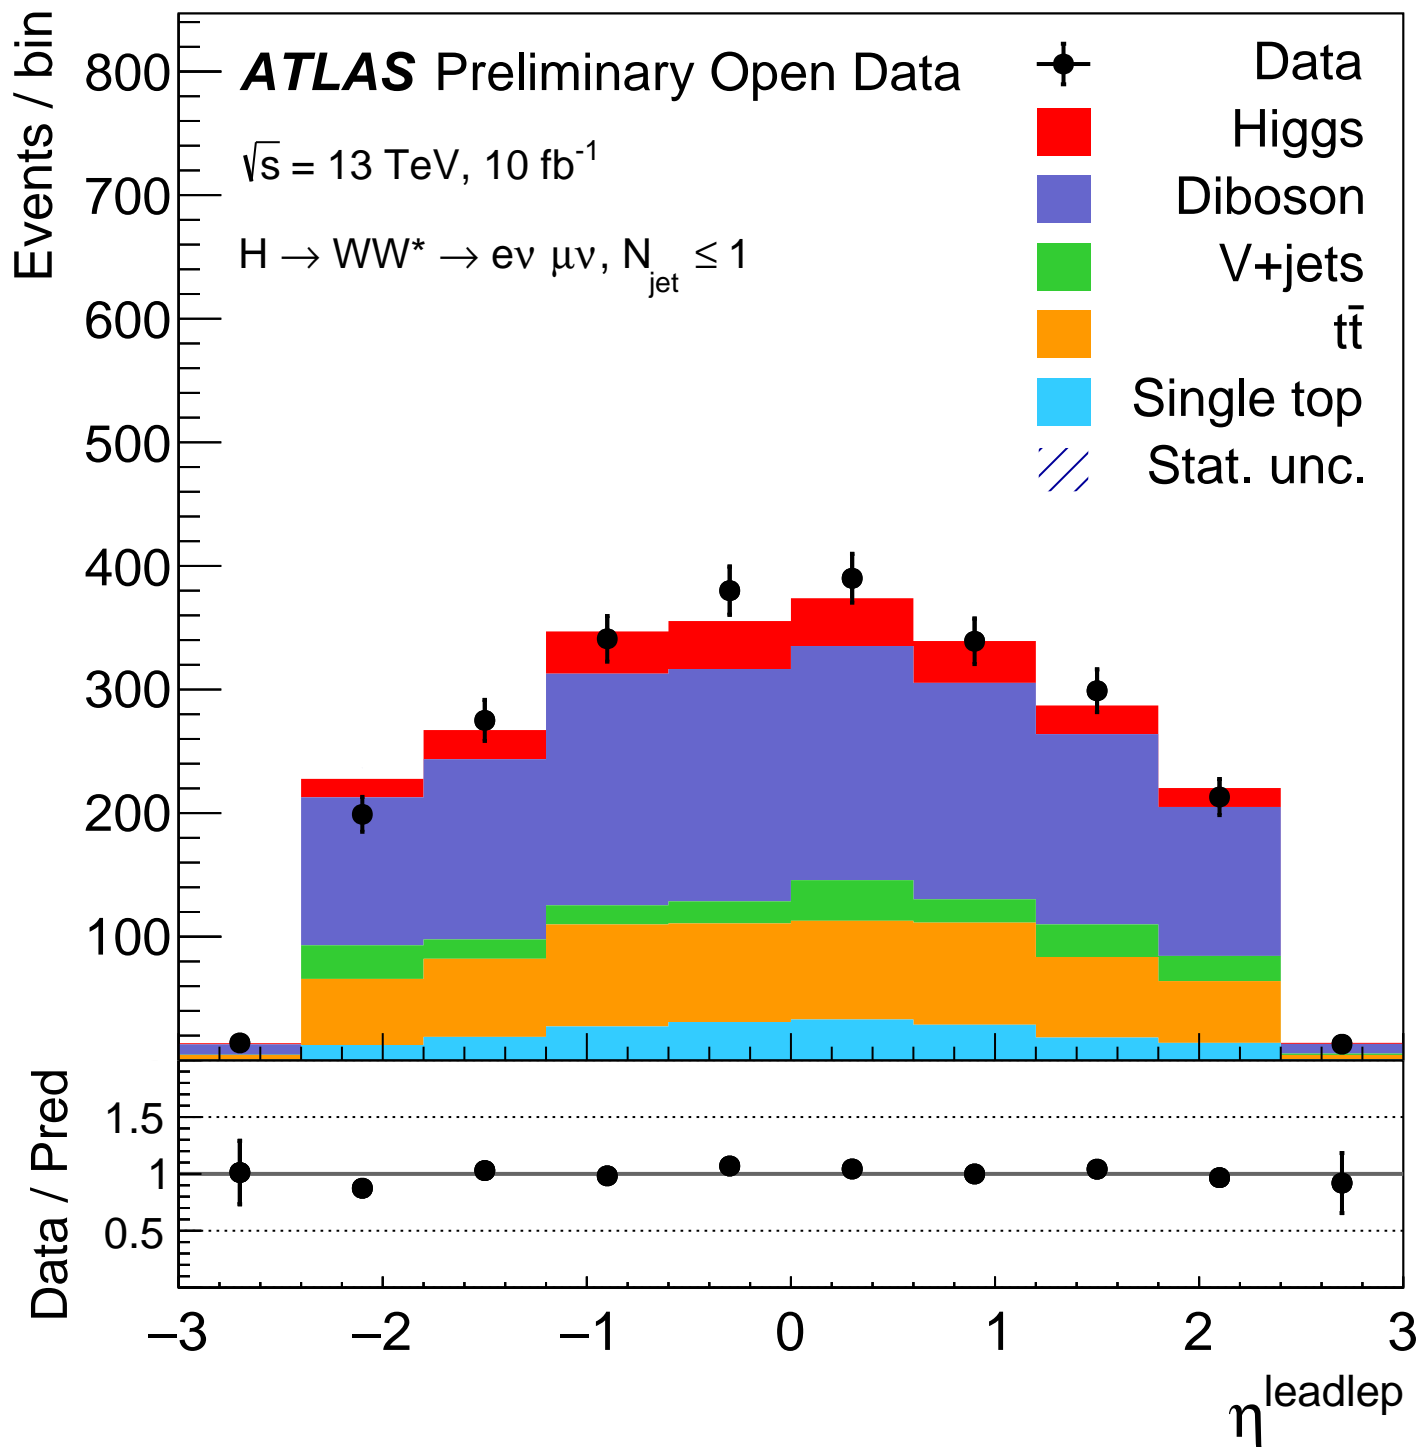 Events / bin
800
700
600
500
400
300
200
100
ATLAS Preliminary Open Data
√s = 13 TeV, 10 fb⁻¹
H → WW* → eν μν, N_jet ≤ 1
Data
Higgs
Diboson
V+jets
tt̄
Single top
Stat. unc.
Data / Pred
1.5
1
0.5
−3 −2 −1 0 1 2 3
η^leadlep